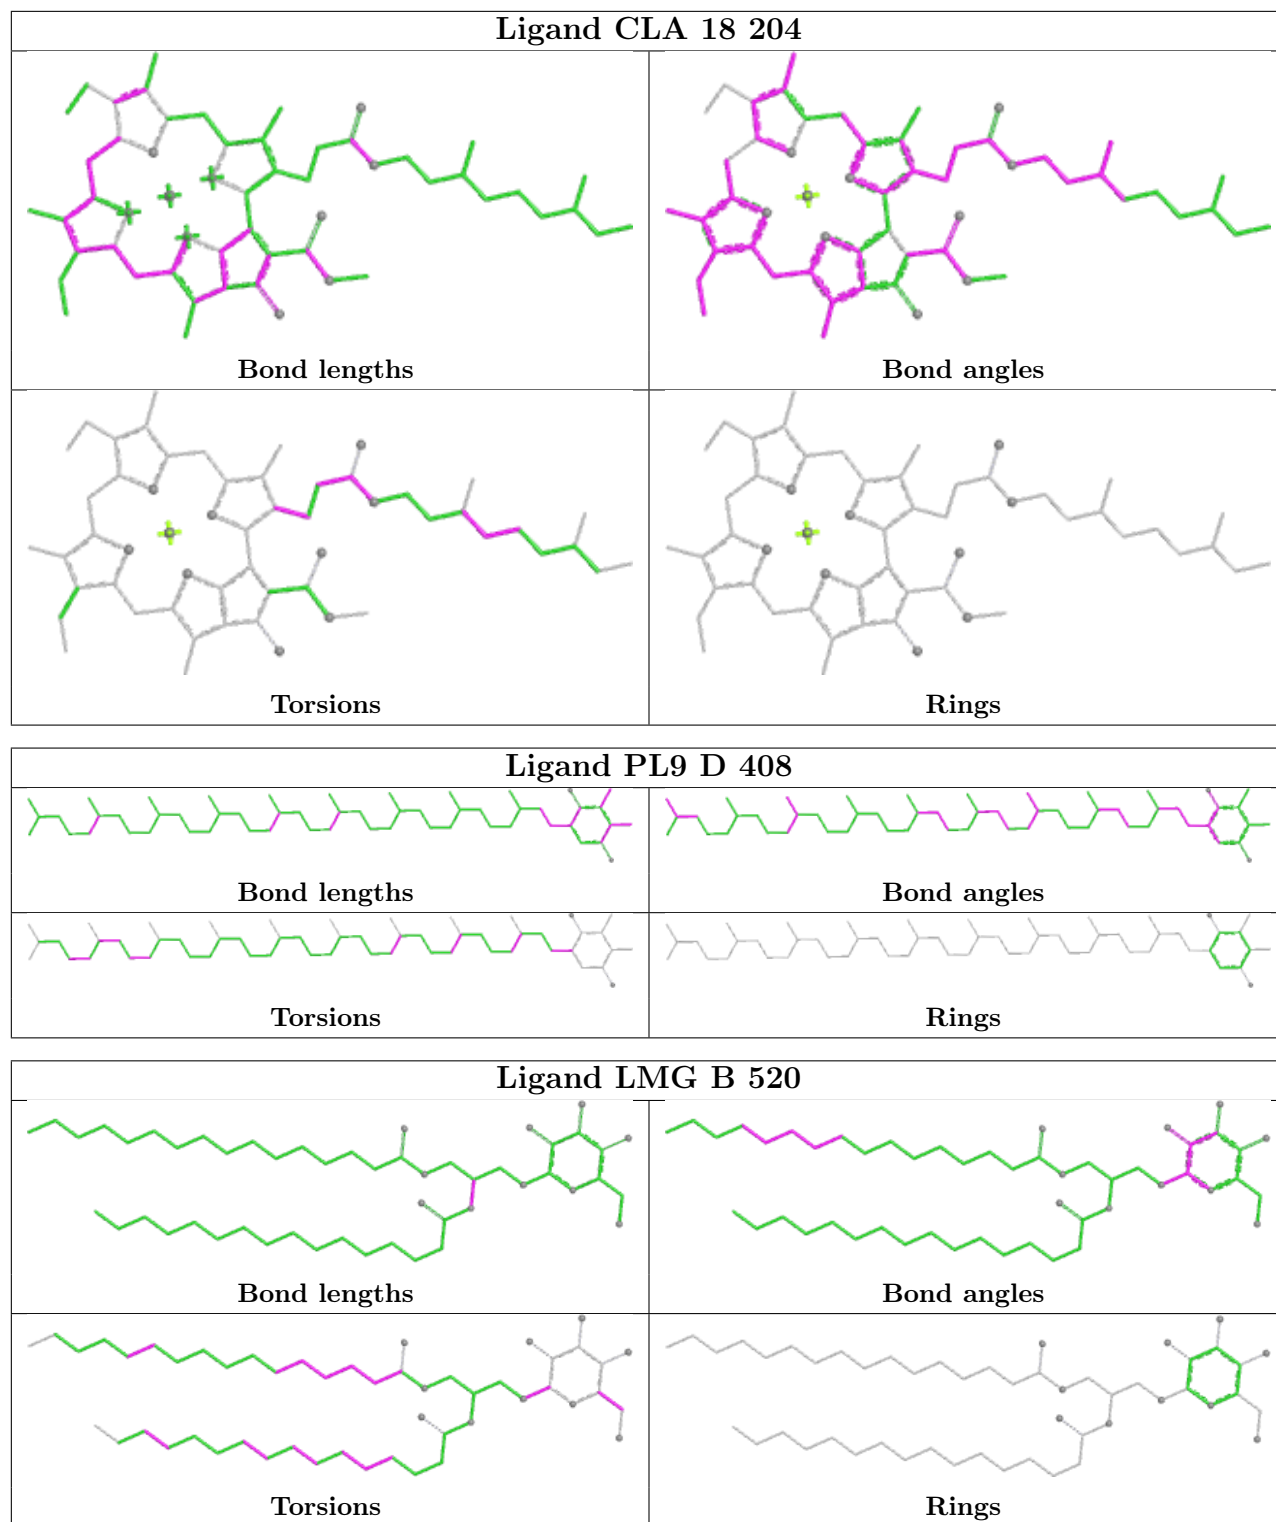 Ligand CLA 18 204
Bond lengths
Bond angles
Torsions
Rings
Ligand PL9 D 408
Bond lengths
Bond angles
Torsions
Rings
Ligand LMG B 520
Bond lengths
Bond angles
Torsions
Rings